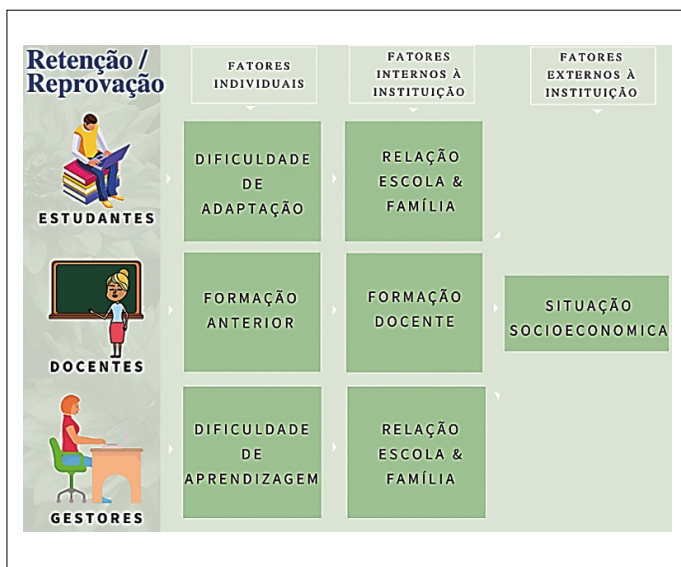 Retenção /
Reprovação
FATORES
INDIVIDUAIS
FATORES
INTERNOS À
INSTITUIÇÃO
FATORES
EXTERNOS À
INSTITUIÇÃO
ESTUDANTES
DIFICULDADE
DE
ADAPTAÇÃO
RELAÇÃO
ESCOLA &
FAMÍLIA
DOCENTES
FORMAÇÃO
ANTERIOR
FORMAÇÃO
DOCENTE
SITUAÇÃO
SOCIOECONOMICA
GESTORES
DIFICULDADE
DE
APRENDIZAGEM
RELAÇÃO
ESCOLA &
FAMÍLIA